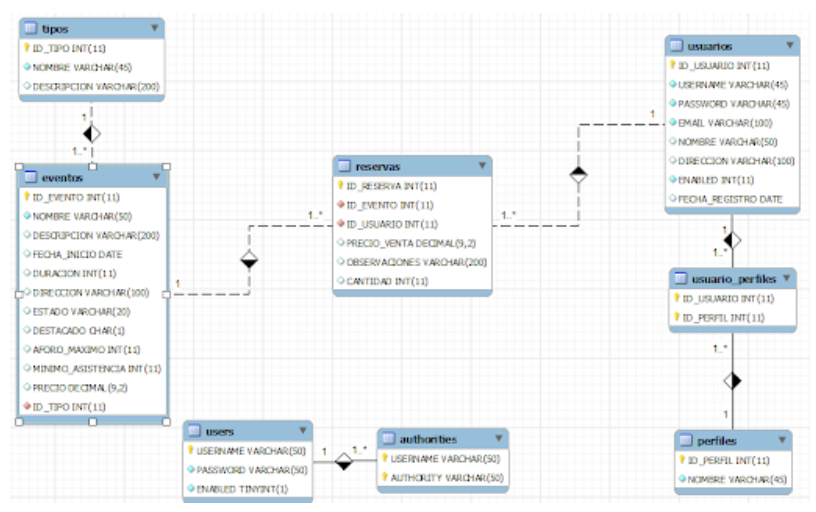 tipos
ID_TIPO INT(11)
NOMBRE VARCHAR(45)
DESCRIPCION VARCHAR(200)
1
1..*
eventos
ID_EVENTO INT(11)
NOMBRE VARCHAR(50)
DESCRIPCION VARCHAR(200)
FECHA_INICIO DATE
DURACION INT(11)
DIRECCION VARCHAR(100)
ESTADO VARCHAR(20)
DESTACADO CHAR(1)
AFORO_MAXIMO INT(11)
MINIMO_ASISTENCIA INT(11)
PRECIO DECIMAL(9,2)
ID_TIPO INT(11)
1
1..*
reservas
ID_RESERVA INT(11)
ID_EVENTO INT(11)
ID_USUARIO INT(11)
PRECIO_VENTA DECIMAL(9,2)
OBSERVACIONES VARCHAR(200)
CANTIDAD INT(11)
1..*
1
usuarios
ID_USUARIO INT(11)
USERNAME VARCHAR(45)
PASSWORD VARCHAR(45)
EMAIL VARCHAR(100)
NOMBRE VARCHAR(50)
DIRECCION VARCHAR(100)
ENABLED INT(11)
FECHA_REGISTRO DATE
1
1..*
usuario_perfiles
ID_USUARIO INT(11)
ID_PERFIL INT(11)
1..*
1
perfiles
ID_PERFIL INT(11)
NOMBRE VARCHAR(45)
users
USERNAME VARCHAR(50)
PASSWORD VARCHAR(50)
ENABLED TINYINT(1)
1
1..*
authorities
USERNAME VARCHAR(50)
AUTHORITY VARCHAR(50)